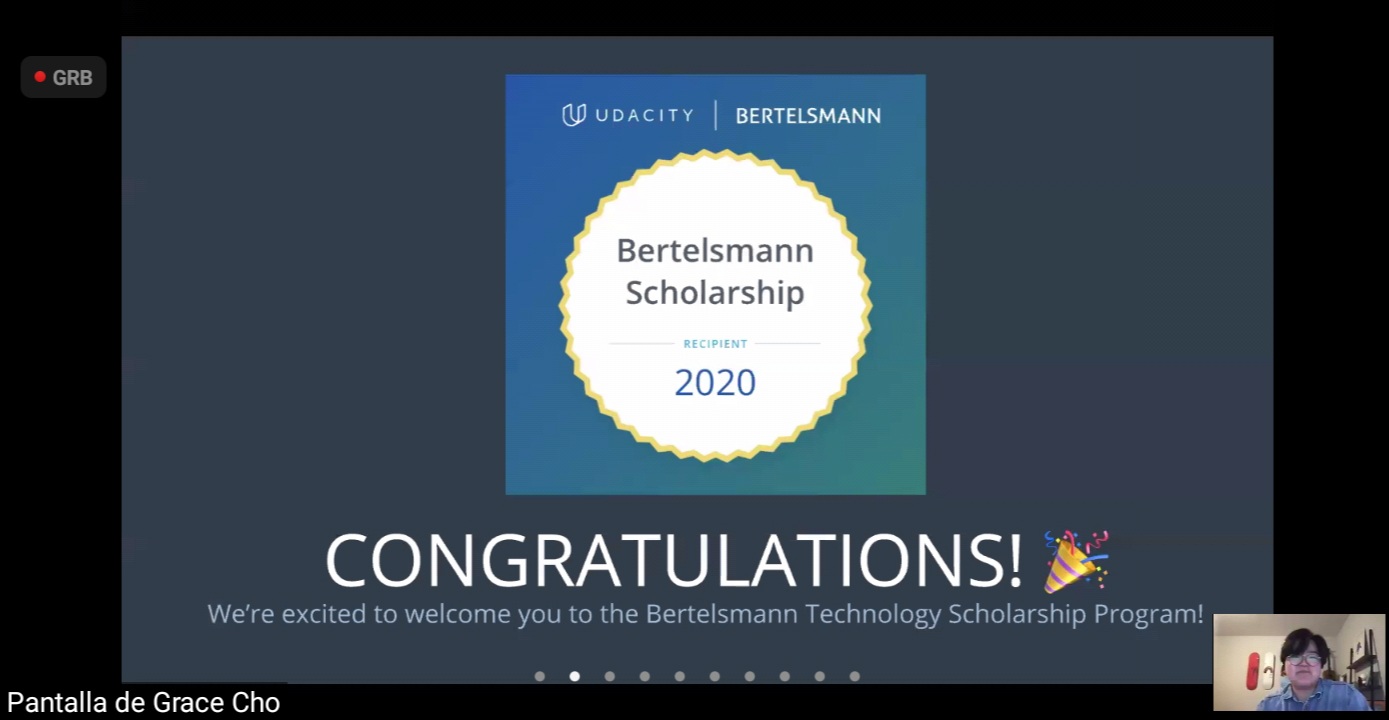 GRB
UDACITY | BERTELSMANN
Bertelsmann
Scholarship
RECIPIENT
2020
CONGRATULATIONS! 🎉
We’re excited to welcome you to the Bertelsmann Technology Scholarship Program!
Pantalla de Grace Cho